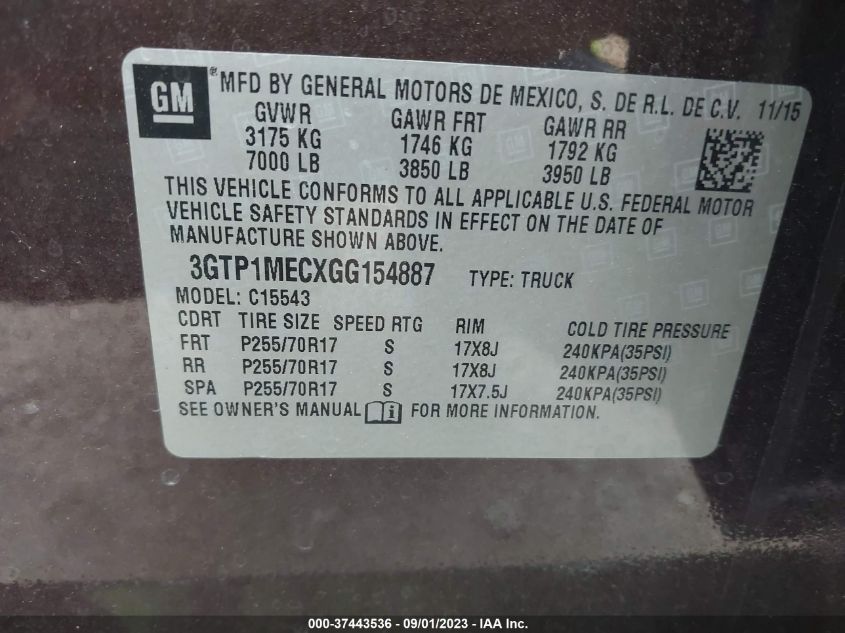 GM
® MFD BY GENERAL MOTORS DE MEXICO, S. DE R.L. DE C.V. 11/15
GVWR GAWR FRT GAWR RR
3175 KG 1746 KG 1792 KG
7000 LB 3850 LB 3950 LB
THIS VEHICLE CONFORMS TO ALL APPLICABLE U.S. FEDERAL MOTOR
VEHICLE SAFETY STANDARDS IN EFFECT ON THE DATE OF
MANUFACTURE SHOWN ABOVE.
3GTP1MECXGG154887 TYPE: TRUCK
MODEL: C15543
CDRT TIRE SIZE SPEED RTG RIM COLD TIRE PRESSURE
FRT P255/70R17 S 17X8J 240KPA(35PSI)
RR P255/70R17 S 17X8J 240KPA(35PSI)
SPA P255/70R17 S 17X7.5J 240KPA(35PSI)
SEE OWNER'S MANUAL i FOR MORE INFORMATION.
000-37443536 - 09/01/2023 - IAA Inc.